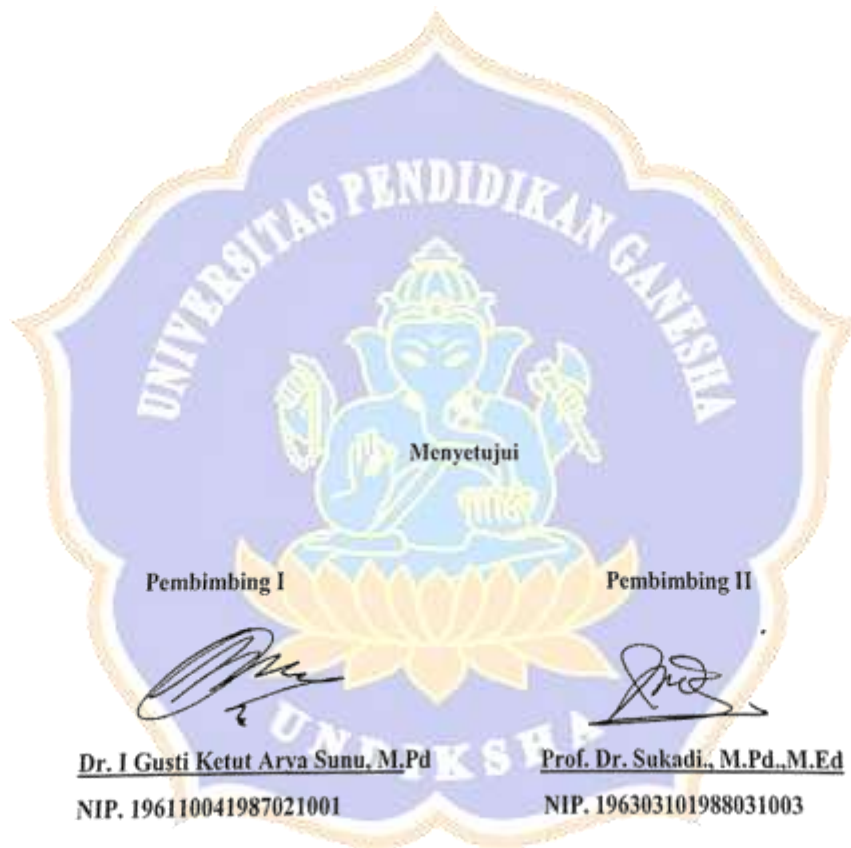 UNIVERSITAS PENDIDIKAN GANESHA
Menyetujui
Pembimbing I
Pembimbing II
UNDIKSHA
Dr. I Gusti Ketut Arya Sunu, M.Pd
Prof. Dr. Sukadi., M.Pd.,M.Ed
NIP. 196110041987021001
NIP. 196303101988031003